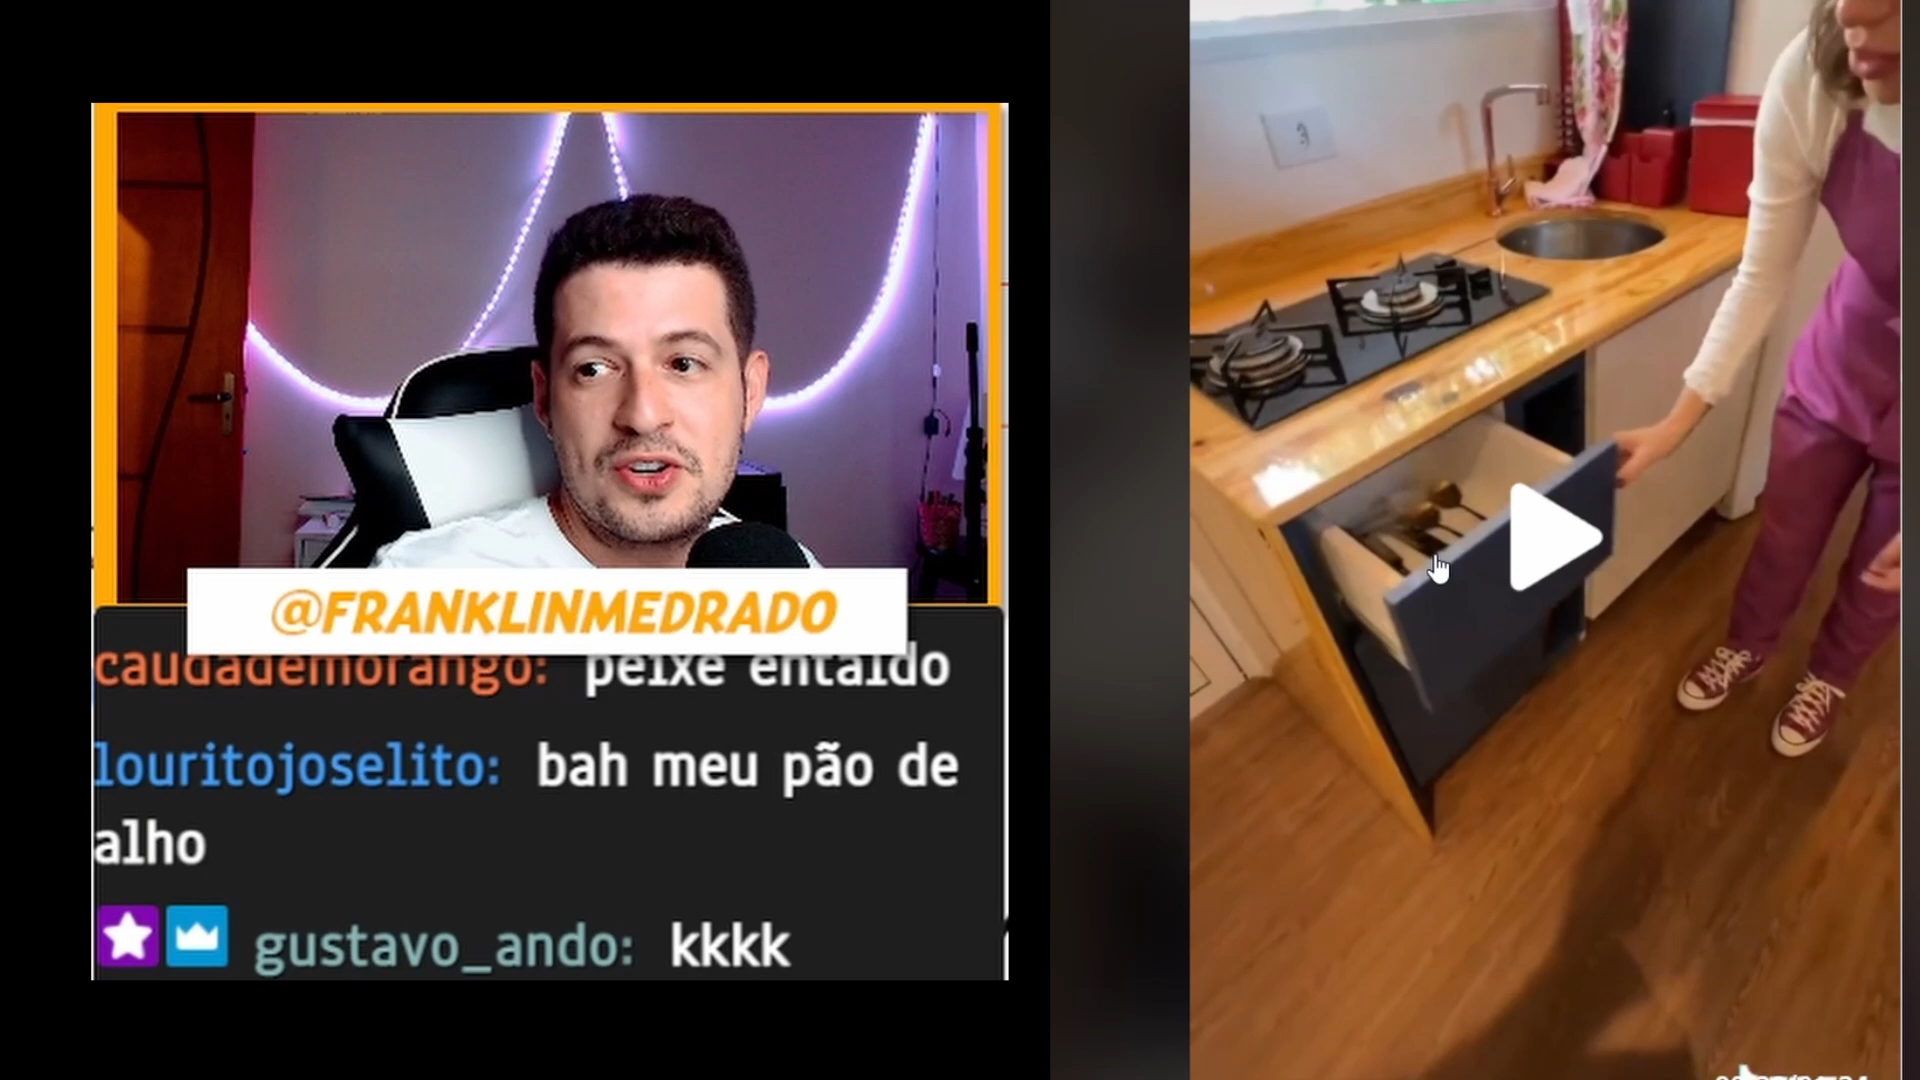 @FRANKLINMEDRADO
caudademorango: peixe entaldo
louritojoselito: bah meu pão de
alho
gustavo_ando: kkkk